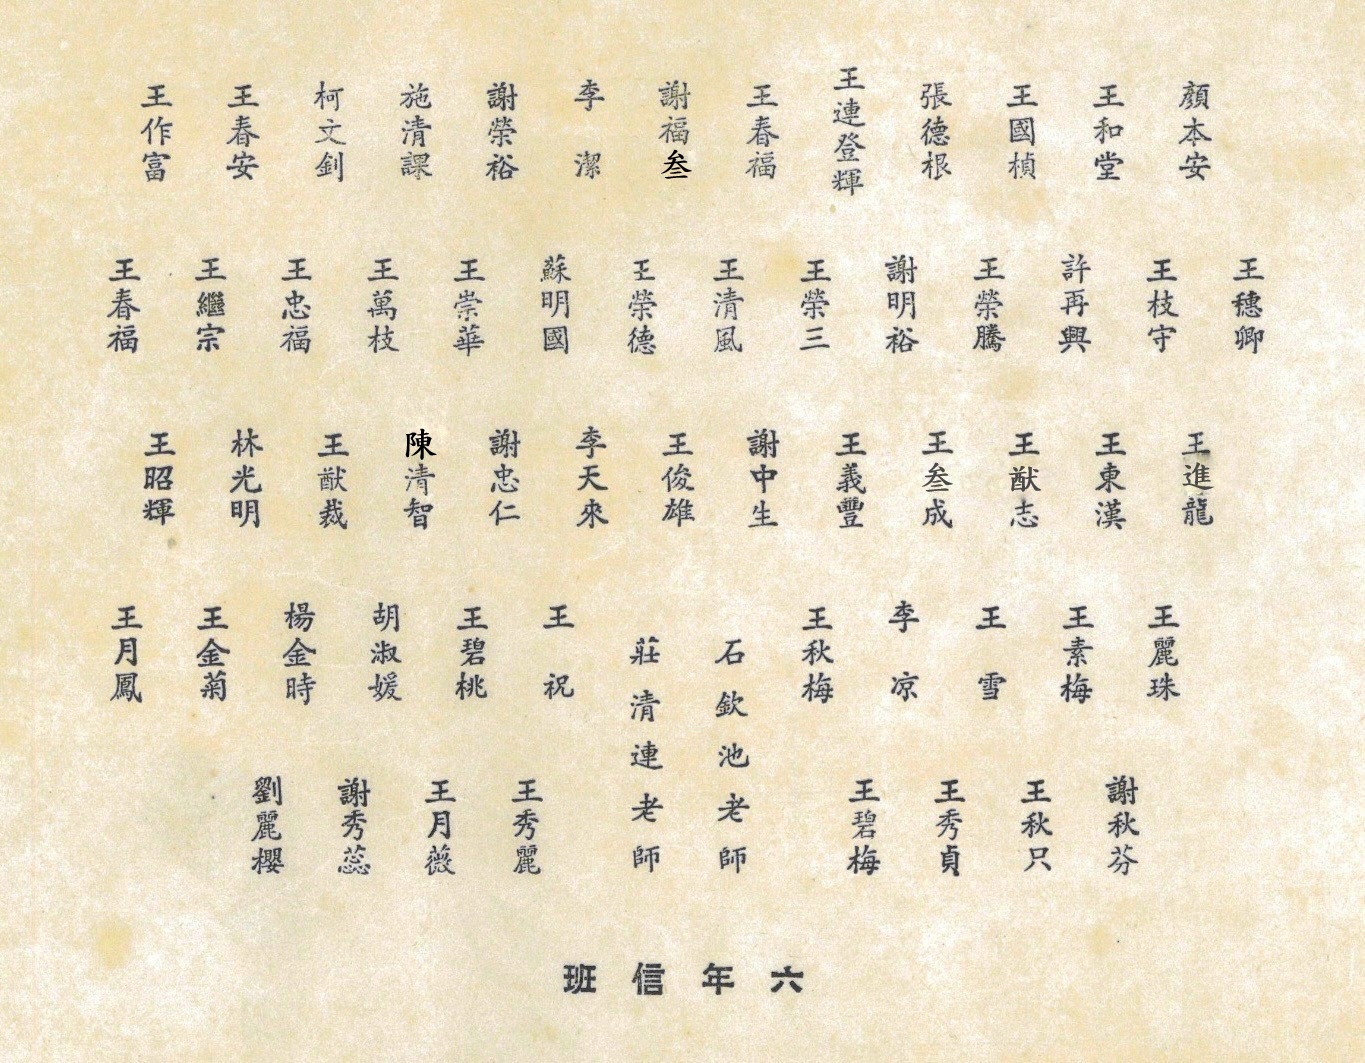 顏本安
王和堂
王國楨
張德根
王連登輝
王春福
謝福叁
李潔
謝榮裕
施清課
柯文釗
王春安
王作富
王穗卿
王枝守
許再興
王榮騰
謝明裕
王榮三
王清風
王榮德
蘇明國
王崇華
王萬枝
王忠福
王繼宗
王春福
王進龍
王東漢
王猷志
王叁成
王義豐
謝中生
王俊雄
李天來
謝忠仁
陳清智
王猷裁
林光明
王昭輝
王麗珠
王素梅
王雪
李凉
王秋梅
石欽池老師
莊清連老師
王祝
王碧桃
胡淑媛
楊金時
王金菊
王月鳳
謝秋芬
王秋只
王秀貞
王碧梅
王秀麗
王月薇
謝秀蕊
劉麗櫻
六年信班